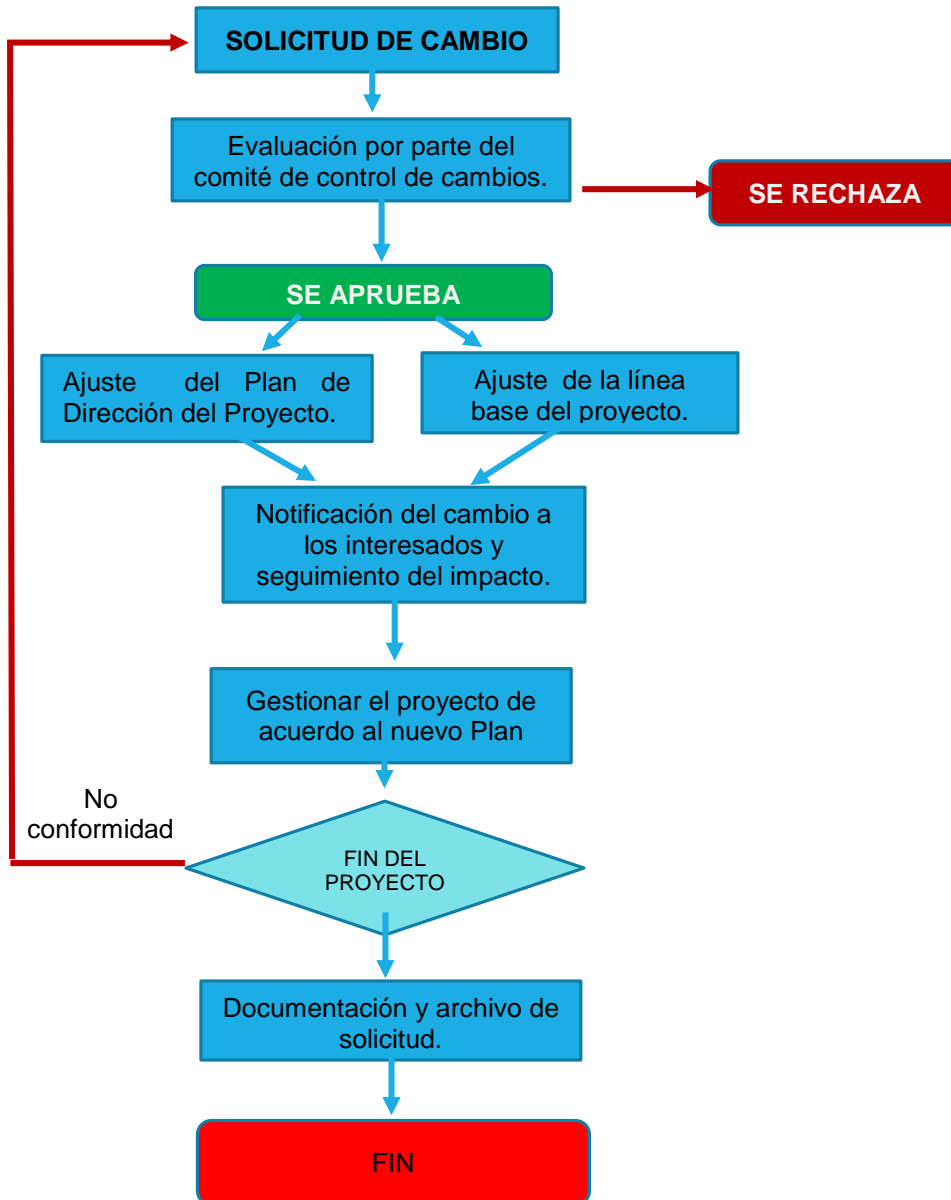 SOLICITUD DE CAMBIO
Evaluación por parte del
comité de control de cambios.
SE RECHAZA
SE APRUEBA
Ajuste del Plan de
Dirección del Proyecto.
Ajuste de la línea
base del proyecto.
Notificación del cambio a
los interesados y
seguimiento del impacto.
Gestionar el proyecto de
acuerdo al nuevo Plan
No
conformidad
FIN DEL
PROYECTO
Documentación y archivo de
solicitud.
FIN